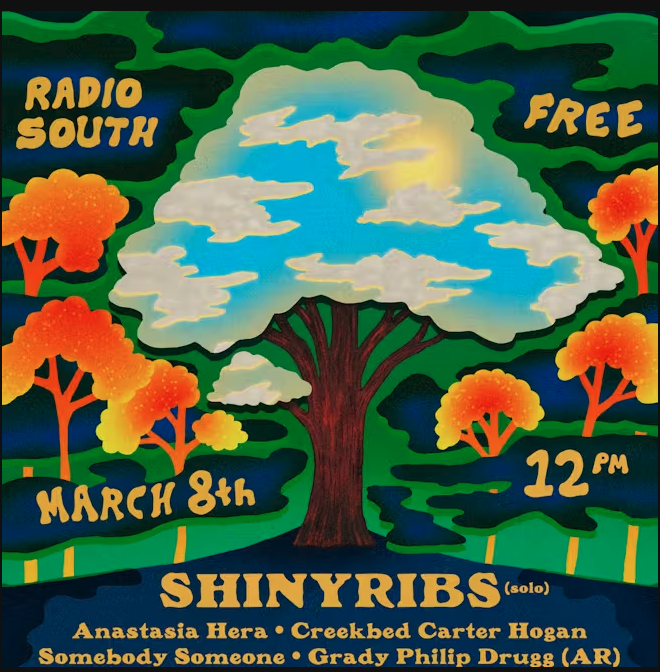 RADIO
SOUTH
FREE
MARCH 8th
12 PM
SHINYRIBS (solo)
Anastasia Hera • Creekbed Carter Hogan
Somebody Someone • Grady Philip Drugg (AR)